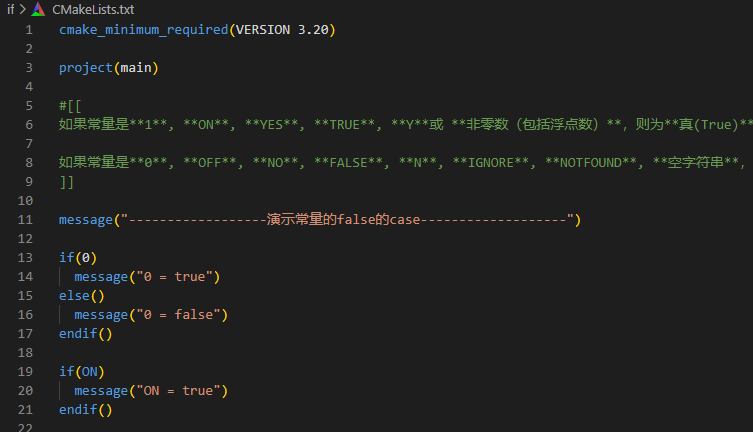 if > CMakeLists.txt
1 cmake_minimum_required(VERSION 3.20)
2
3 project(main)
4
5 #[[
6 如果常量是**1**, **ON**, **YES**, **TRUE**, **Y**或 **非零数（包括浮点数）**，则为**真(True)**
7
8 如果常量是**0**, **OFF**, **NO**, **FALSE**, **N**, **IGNORE**, **NOTFOUND**, **空字符串**,
9 ]]
10
11 message("------------------演示常量的false的case-------------------")
12
13 if(0)
14 message("0 = true")
15 else()
16 message("0 = false")
17 endif()
18
19 if(ON)
20 message("ON = true")
21 endif()
22